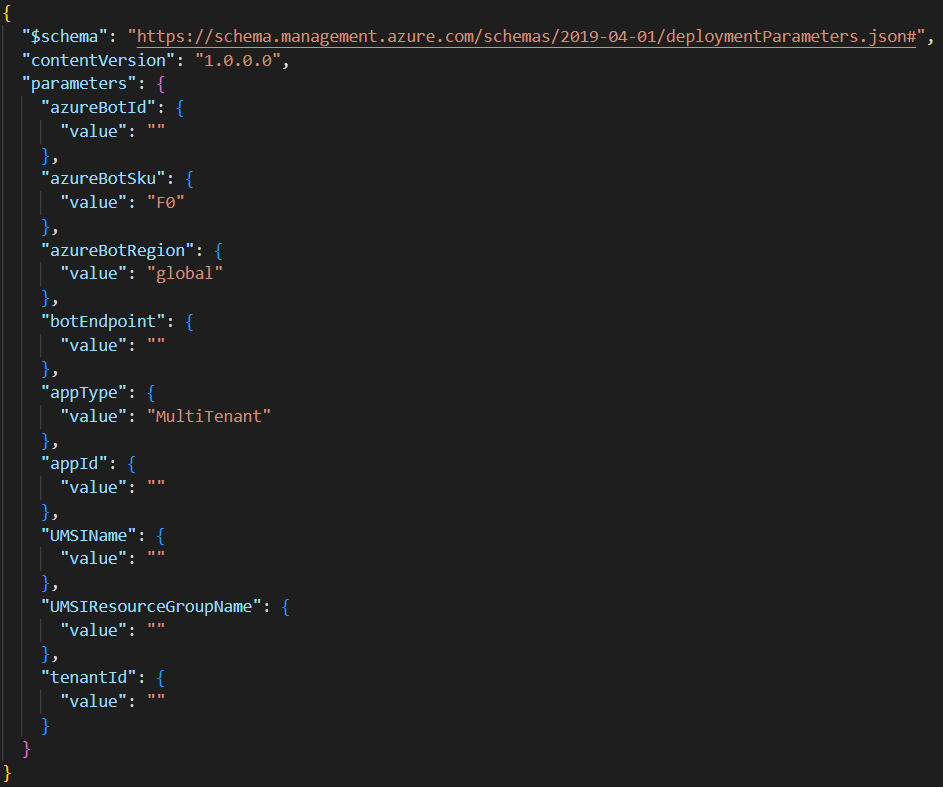 {
"$schema": "https://schema.management.azure.com/schemas/2019-04-01/deploymentParameters.json#",
"contentVersion": "1.0.0.0",
"parameters": {
"azureBotId": {
"value": ""
},
"azureBotSku": {
"value": "F0"
},
"azureBotRegion": {
"value": "global"
},
"botEndpoint": {
"value": ""
},
"appType": {
"value": "MultiTenant"
},
"appId": {
"value": ""
},
"UMSIName": {
"value": ""
},
"UMSIResourceGroupName": {
"value": ""
},
"tenantId": {
"value": ""
}
}
}